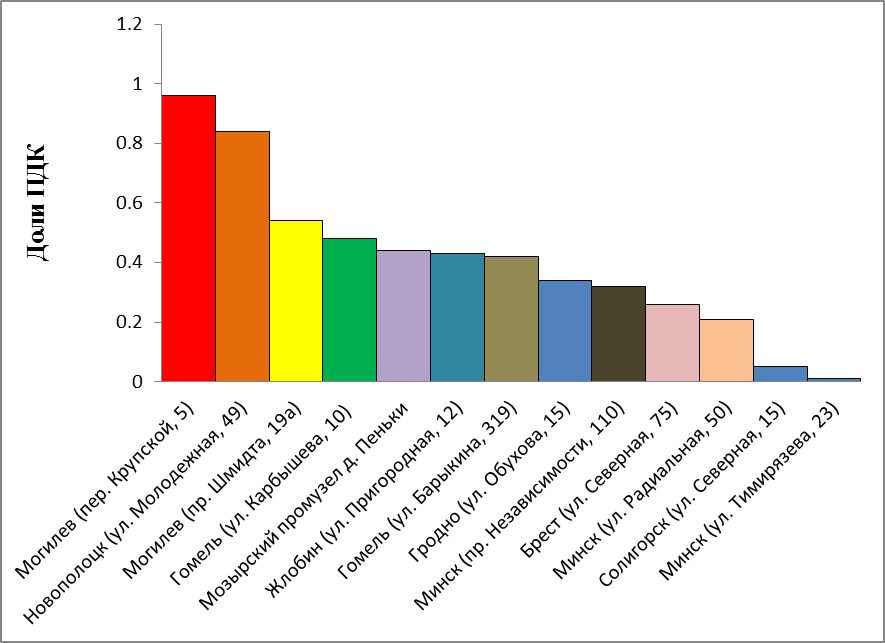 Доли ПДК
1.2
1
0.8
0.6
0.4
0.2
0
Могилев (пер. Крупской, 5)
Новополоцк (ул. Молодежная, 49)
Могилев (пр. Шмидта, 19а)
Гомель (ул. Карбышева, 10)
Мозырский промузел д. Пеньки
Жлобин (ул. Пригородная, 12)
Гомель (ул. Барыкина, 319)
Гродно (ул. Обухова, 15)
Минск (пр. Независимости, 110)
Брест (ул. Северная, 75)
Минск (ул. Радиальная, 50)
Солигорск (ул. Северная, 15)
Минск (ул. Тимирязева, 23)